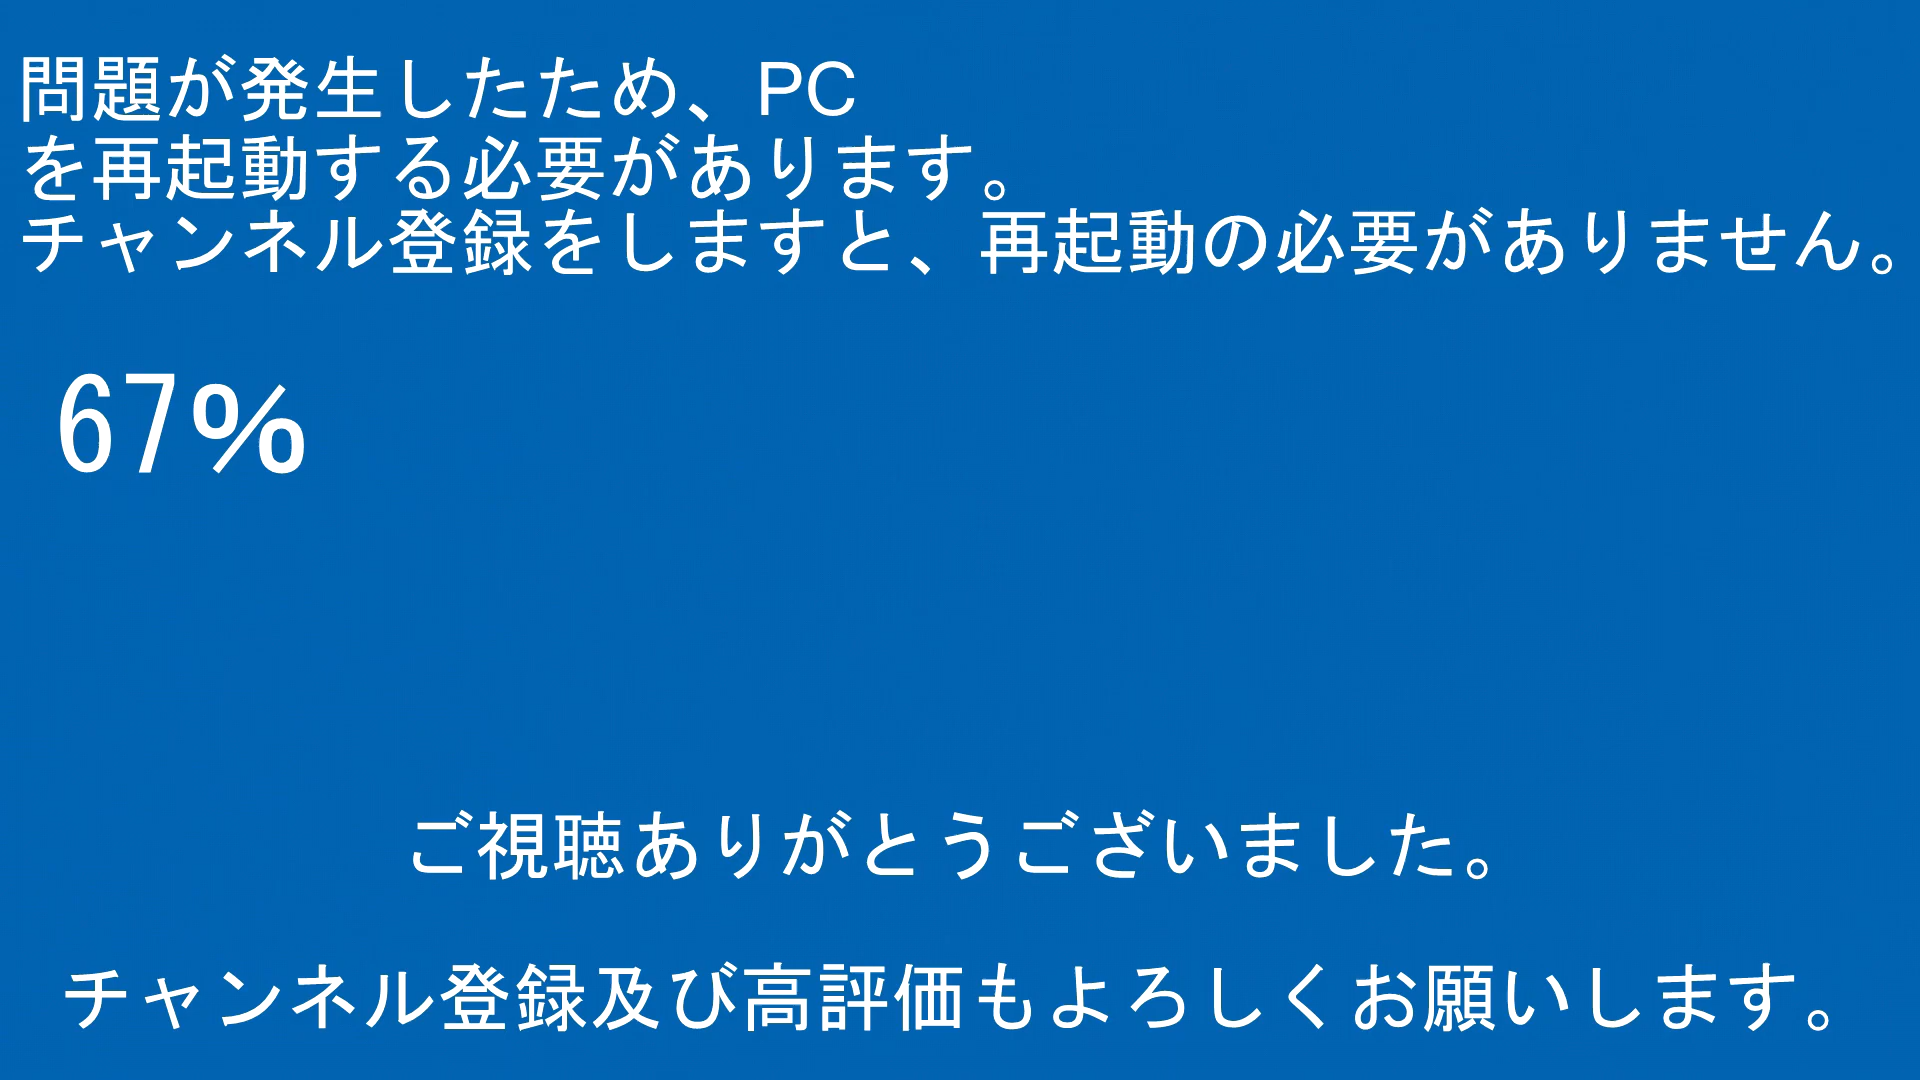 問題が発生したため、PC
を再起動する必要があります。
チャンネル登録をしますと、再起動の必要がありません。
67%
ご視聴ありがとうございました。
チャンネル登録及び高評価もよろしくお願いします。